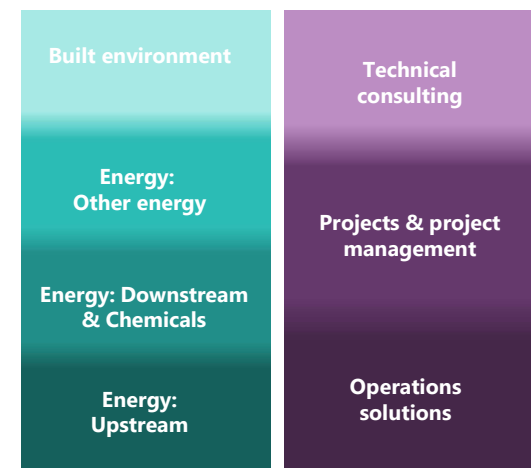 Built environment
Energy:
Other energy
Energy: Downstream
& Chemicals
Energy:
Upstream
Technical
consulting
Projects & project
management
Operations
solutions